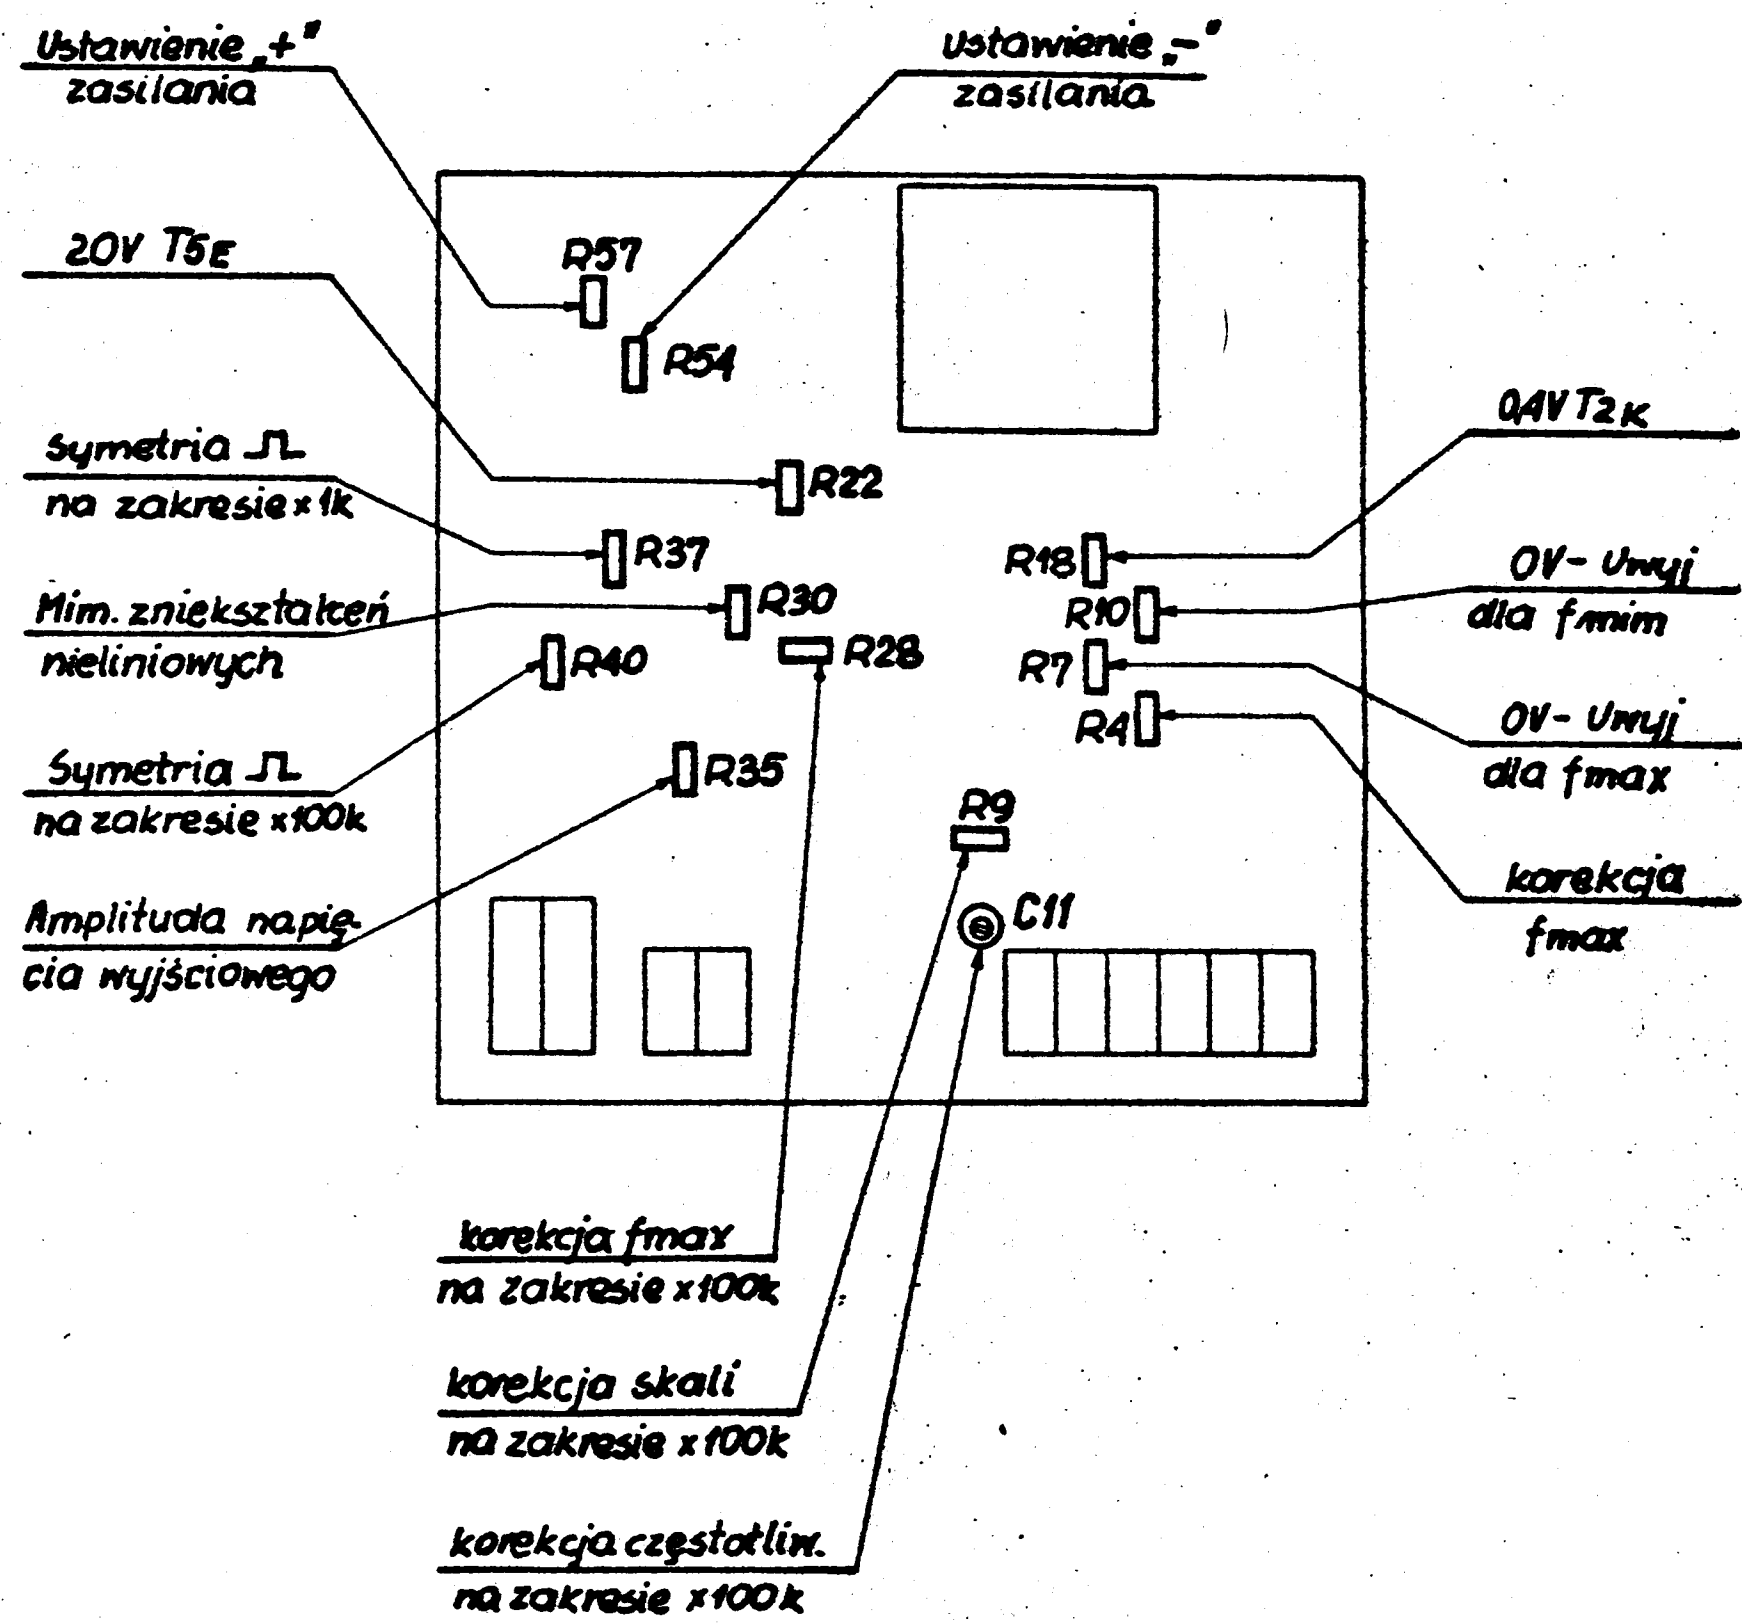 Ustawienie „+”
zasilania
Ustawienie „-”
zasilania
20V T5E
R57
R54
Symetria
na zakresie x 1k
R22
R37
0,4V T2K
R18
Mim. zniekształceń
nieliniowych
R30
R10
0V- Uwyj
dla fmim
R40
R28
R7
R4
0V- Uwyj
dla fmax
Symetria
na zakresie x100k
R35
R9
korekcja
fmax
Amplituda napię-
cia wyjściowego
C11
korekcja fmax
na zakresie x100k
korekcja skali
na zakresie x100k
korekcja częstotliw.
na zakresie x100k